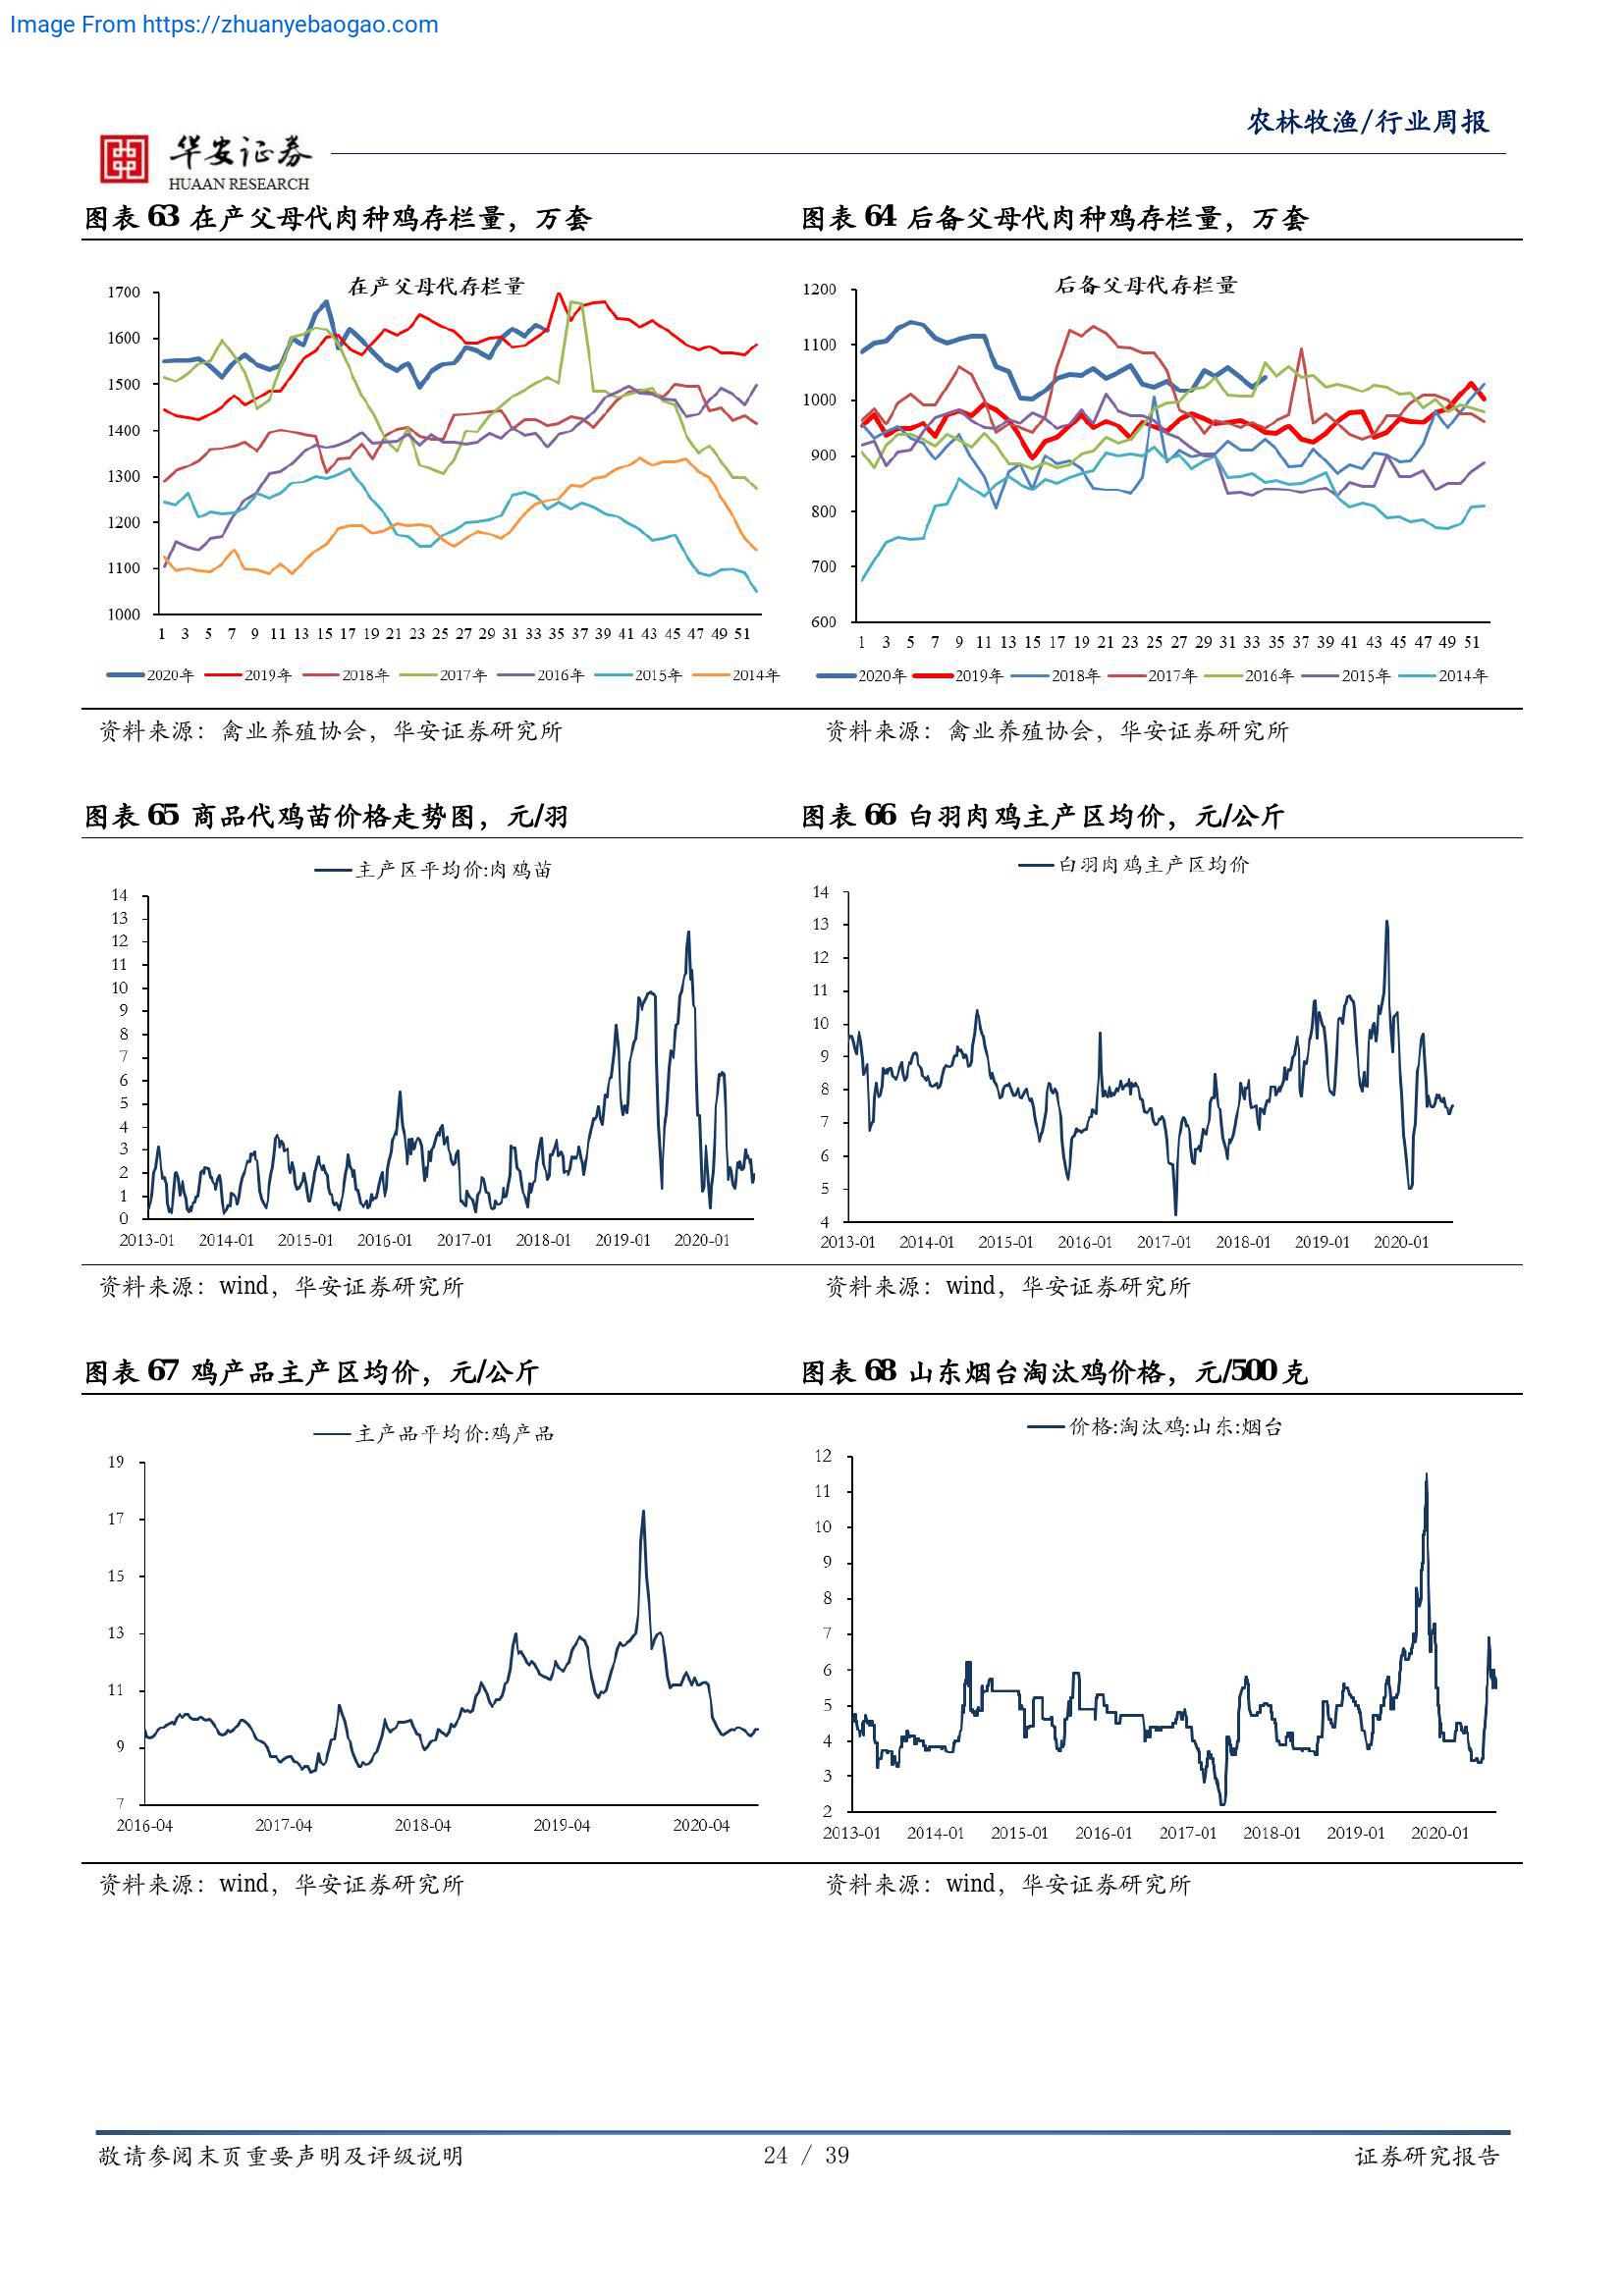 Image From https://zhuanyebaogao.com
农林牧渔/行业周报
华安证券
HUAAN RESEARCH
图表 63 在产父母代肉种鸡存栏量，万套
图表 64 后备父母代肉种鸡存栏量，万套
在产父母代存栏量
1700
1600
1500
1400
1300
1200
1100
1000
1 3 5 7 9 11 13 15 17 19 21 23 25 27 29 31 33 35 37 39 41 43 45 47 49 51
2020年 2019年 2018年 2017年 2016年 2015年 2014年
后备父母代存栏量
1200
1100
1000
900
800
700
600
1 3 5 7 9 11 13 15 17 19 21 23 25 27 29 31 33 35 37 39 41 43 45 47 49 51
2020年 2019年 2018年 2017年 2016年 2015年 2014年
资料来源：禽业养殖协会，华安证券研究所
资料来源：禽业养殖协会，华安证券研究所
图表 65 商品代鸡苗价格走势图，元/羽
图表 66 白羽肉鸡主产区均价，元/公斤
主产区平均价:肉鸡苗
14
13
12
11
10
9
8
7
6
5
4
3
2
1
0
2013-01 2014-01 2015-01 2016-01 2017-01 2018-01 2019-01 2020-01
白羽肉鸡主产区均价
14
13
12
11
10
9
8
7
6
5
4
2013-01 2014-01 2015-01 2016-01 2017-01 2018-01 2019-01 2020-01
资料来源：wind，华安证券研究所
资料来源：wind，华安证券研究所
图表 67 鸡产品主产区均价，元/公斤
图表 68 山东烟台淘汰鸡价格，元/500克
主产品平均价:鸡产品
19
17
15
13
11
9
7
2016-04 2017-04 2018-04 2019-04 2020-04
价格:淘汰鸡:山东:烟台
12
11
10
9
8
7
6
5
4
3
2
2013-01 2014-01 2015-01 2016-01 2017-01 2018-01 2019-01 2020-01
资料来源：wind，华安证券研究所
资料来源：wind，华安证券研究所
敬请参阅末页重要声明及评级说明
24 / 39
证券研究报告